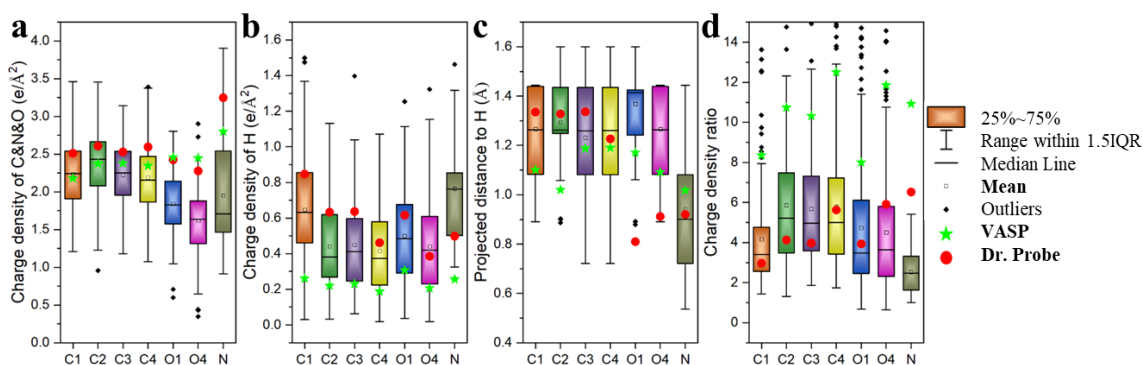 a
Charge density of C&N&O (e/Å²)
4.0
3.5
3.0
2.5
2.0
1.5
1.0
0.5
0.0
C1 C2 C3 C4 O1 O4 N
b
Charge density of H (e/Å²)
1.6
1.4
1.2
1.0
0.8
0.6
0.4
0.2
0.0
C1 C2 C3 C4 O1 O4 N
c
Projected distance to H (Å)
1.6
1.4
1.2
1.0
0.8
0.6
0.4
C1 C2 C3 C4 O1 O4 N
d
Charge density ratio
14
12
10
8
6
4
2
0
C1 C2 C3 C4 O1 O4 N
25%~75%
Range within 1.5IQR
Median Line
Mean
Outliers
VASP
Dr. Probe